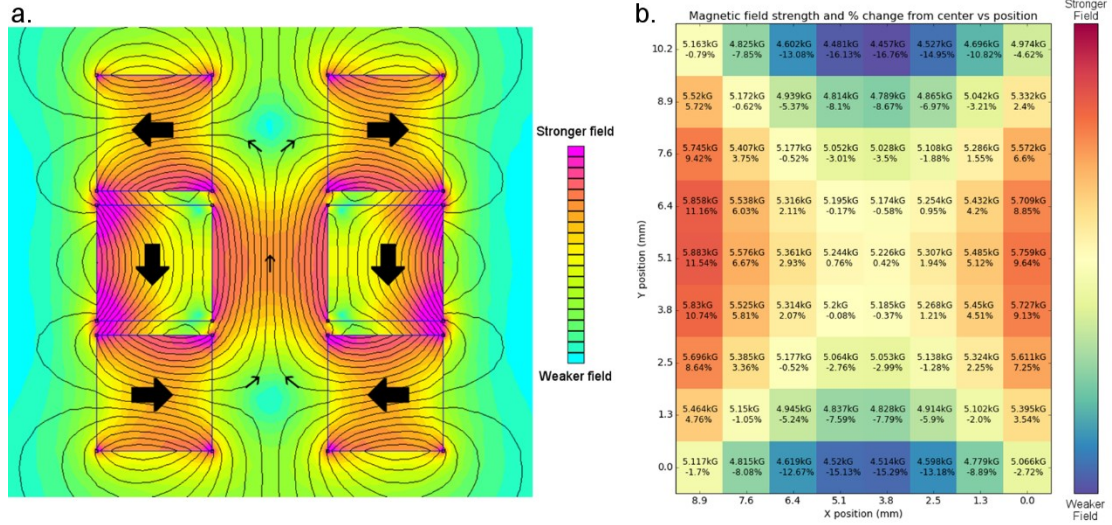 a.
Stronger field
Weaker field
b.
Magnetic field strength and % change from center vs position
Stronger
Field
10.2
5.163kG 4.825kG 4.602kG 4.481kG 4.457kG 4.527kG 4.696kG 4.974kG
-0.79% -7.85% -13.08% -16.13% -16.76% -14.95% -10.82% -4.62%
8.9
5.52kG 5.172kG 4.939kG 4.814kG 4.789kG 4.865kG 5.042kG 5.332kG
5.72% -0.62% -5.37% -8.1% -8.67% -6.97% -3.21% 2.4%
7.6
5.745kG 5.407kG 5.177kG 5.052kG 5.028kG 5.108kG 5.286kG 5.572kG
9.42% 3.75% -0.52% -3.01% -3.5% -1.88% 1.55% 6.6%
6.4
5.858kG 5.538kG 5.316kG 5.195kG 5.174kG 5.254kG 5.432kG 5.709kG
11.16% 6.03% 2.11% -0.17% -0.58% 0.95% 4.2% 8.85%
5.1
5.883kG 5.576kG 5.361kG 5.244kG 5.226kG 5.307kG 5.485kG 5.759kG
11.54% 6.67% 2.93% 0.76% 0.42% 1.94% 5.12% 9.64%
3.8
5.83kG 5.525kG 5.314kG 5.2kG 5.185kG 5.268kG 5.45kG 5.727kG
10.74% 5.81% 2.07% -0.08% -0.37% 1.21% 4.51% 9.13%
2.5
5.696kG 5.385kG 5.177kG 5.064kG 5.053kG 5.138kG 5.324kG 5.611kG
8.64% 3.36% -0.52% -2.76% -2.99% -1.28% 2.25% 7.25%
1.3
5.464kG 5.15kG 4.945kG 4.837kG 4.828kG 4.914kG 5.102kG 5.395kG
4.76% -1.05% -5.24% -7.59% -7.79% -5.9% -2.0% 3.54%
0.0
5.117kG 4.815kG 4.619kG 4.52kG 4.514kG 4.598kG 4.779kG 5.066kG
-1.7% -8.08% -12.67% -15.13% -15.29% -13.18% -8.89% -2.72%
Y position (mm)
8.9 7.6 6.4 5.1 3.8 2.5 1.3 0.0
X position (mm)
Weaker
Field